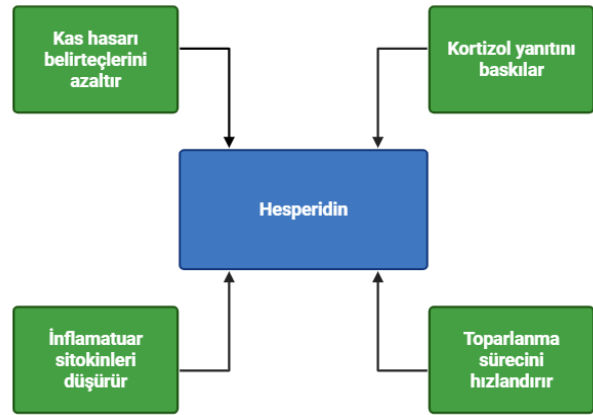 Kas hasarı
belirteçlerini
azaltır
Kortizol yanıtını
baskılar
Hesperidin
İnflamatuar
sitokinleri
düşürür
Toparlanma
sürecini
hızlandırır